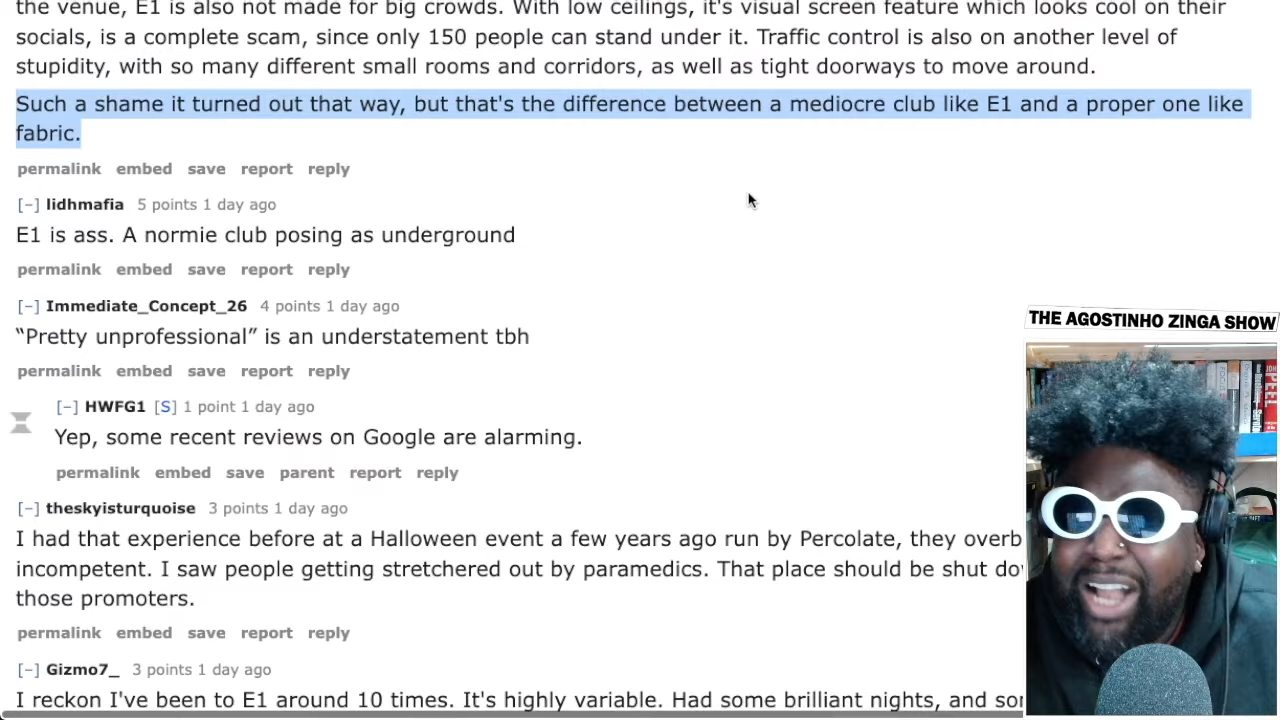 the venue, E1 is also not made for big crowds. With low ceilings, it's visual screen feature which looks cool on their
socials, is a complete scam, since only 150 people can stand under it. Traffic control is also on another level of
stupidity, with so many different small rooms and corridors, as well as tight doorways to move around.
Such a shame it turned out that way, but that's the difference between a mediocre club like E1 and a proper one like
fabric.
permalink embed save report reply
[–] lidhmafia 5 points 1 day ago
E1 is ass. A normie club posing as underground
permalink embed save report reply
[–] Immediate_Concept_26 4 points 1 day ago
“Pretty unprofessional” is an understatement tbh
permalink embed save report reply
[–] HWFG1 [S] 1 point 1 day ago
Yep, some recent reviews on Google are alarming.
permalink embed save parent report reply
[–] theskyisturquoise 3 points 1 day ago
I had that experience before at a Halloween event a few years ago run by Percolate, they overb
incompetent. I saw people getting stretchered out by paramedics. That place should be shut do
those promoters.
permalink embed save report reply
[–] Gizmo7_ 3 points 1 day ago
I reckon I've been to E1 around 10 times. It's highly variable. Had some brilliant nights, and so
THE AGOSTINHO ZINGA SHOW
PEEL